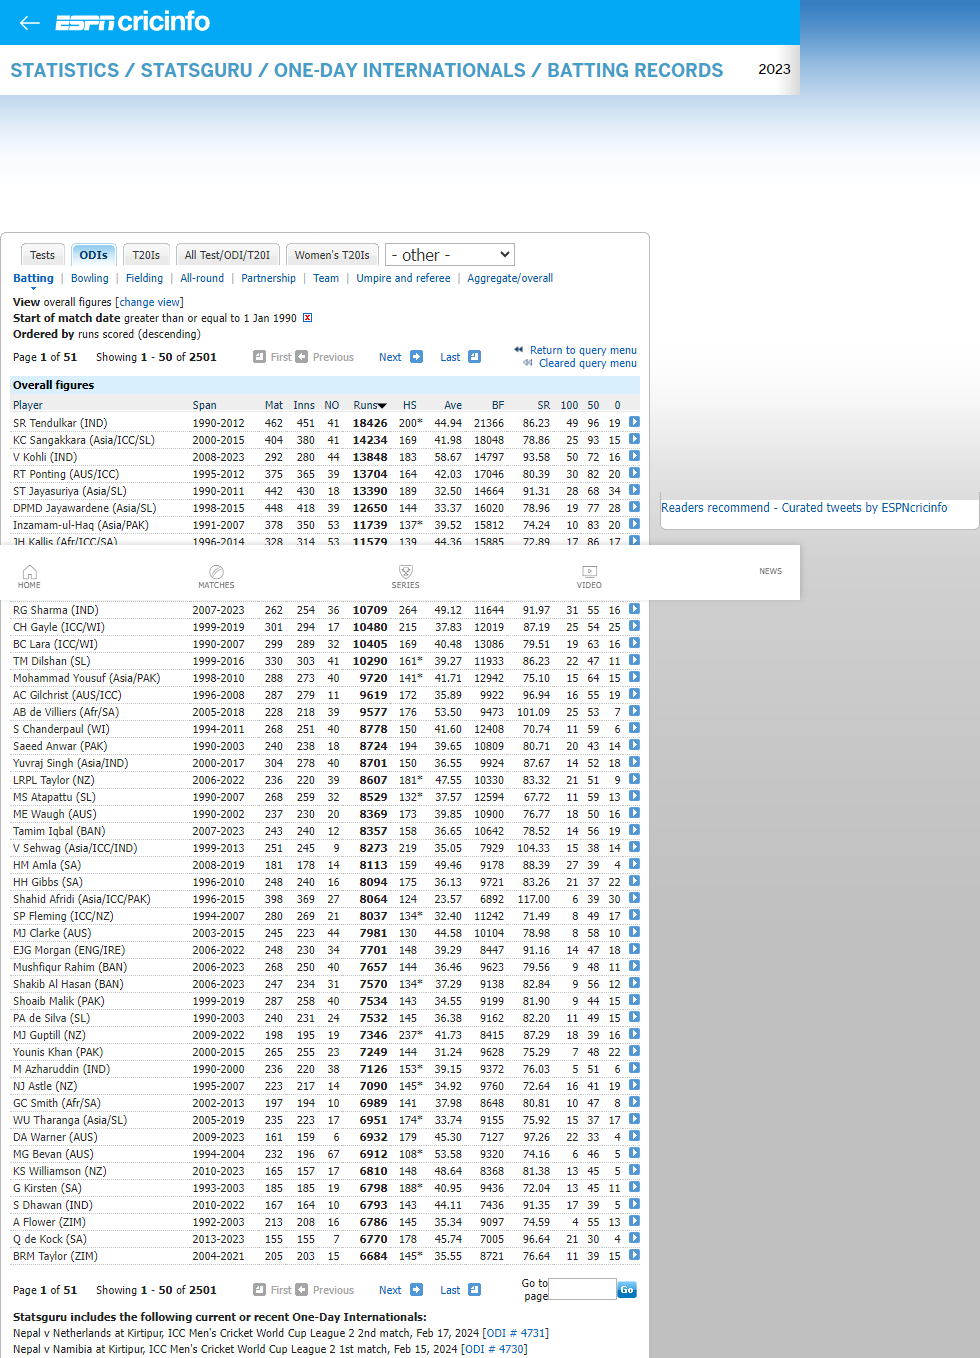 ESPN cricinfo
STATISTICS / STATSGURU / ONE-DAY INTERNATIONALS / BATTING RECORDS 2023
Tests ODIs T20Is All Test/ODI/T20I Women's T20Is - other -
Batting | Bowling | Fielding | All-round | Partnership | Team | Umpire and referee | Aggregate/overall
View overall figures [change view]
Start of match date greater than or equal to 1 Jan 1990
Ordered by runs scored (descending)
Page 1 of 51 Showing 1 - 50 of 2501 First Previous Next Last Return to query menu
Cleared query menu
Overall figures
Player Span Mat Inns NO Runs HS Ave BF SR 100 50 0
SR Tendulkar (IND) 1990-2012 462 451 41 18426 200* 44.94 21366 86.23 49 96 19
KC Sangakkara (Asia/ICC/SL) 2000-2015 404 380 41 14234 169 41.98 18048 78.86 25 93 15
V Kohli (IND) 2008-2023 292 280 44 13848 183 58.67 14797 93.58 50 72 16
RT Ponting (AUS/ICC) 1995-2012 375 365 39 13704 164 42.03 17046 80.39 30 82 20
ST Jayasuriya (Asia/SL) 1990-2011 442 430 18 13390 189 32.50 14664 91.31 28 68 34
DPMD Jayawardene (Asia/SL) 1998-2015 448 418 39 12650 144 33.37 16020 78.96 19 77 28
Readers recommend - Curated tweets by ESPNcricinfo
Inzamam-ul-Haq (Asia/PAK) 1991-2007 378 350 53 11739 137* 39.52 15812 74.24 10 83 20
JH Kallis (Afr/ICC/SA) 1996-2014 328 314 53 11579 139 44.36 15885 72.89 17 86 17
HOME MATCHES SERIES VIDEO NEWS
RG Sharma (IND) 2007-2023 262 254 36 10709 264 49.12 11644 91.97 31 55 16
CH Gayle (ICC/WI) 1999-2019 301 294 17 10480 215 37.83 12019 87.19 25 54 25
BC Lara (ICC/WI) 1990-2007 299 289 32 10405 169 40.48 13086 79.51 19 63 16
TM Dilshan (SL) 1999-2016 330 303 41 10290 161* 39.27 11933 86.23 22 47 11
Mohammad Yousuf (Asia/PAK) 1998-2010 288 273 40 9720 141* 41.71 12942 75.10 15 64 15
AC Gilchrist (AUS/ICC) 1996-2008 287 279 11 9619 172 35.89 9922 96.94 16 55 19
AB de Villiers (Afr/SA) 2005-2018 228 218 39 9577 176 53.50 9473 101.09 25 53 7
S Chanderpaul (WI) 1994-2011 268 251 40 8778 150 41.60 12408 70.74 11 59 6
Saeed Anwar (PAK) 1990-2003 240 238 18 8724 194 39.65 10809 80.71 20 43 14
Yuvraj Singh (Asia/IND) 2000-2017 304 278 40 8701 150 36.55 9924 87.67 14 52 18
LRPL Taylor (NZ) 2006-2022 236 220 39 8607 181* 47.55 10330 83.32 21 51 9
MS Atapattu (SL) 1990-2007 268 259 32 8529 132* 37.57 12594 67.72 11 59 13
ME Waugh (AUS) 1990-2002 237 230 20 8369 173 39.85 10900 76.77 18 50 16
Tamim Iqbal (BAN) 2007-2023 243 240 12 8357 158 36.65 10642 78.52 14 56 19
V Sehwag (Asia/ICC/IND) 1999-2013 251 245 9 8273 219 35.05 7929 104.33 15 38 14
HM Amla (SA) 2008-2019 181 178 14 8113 159 49.46 9178 88.39 27 39 4
HH Gibbs (SA) 1996-2010 248 240 16 8094 175 36.13 9721 83.26 21 37 22
Shahid Afridi (Asia/ICC/PAK) 1996-2015 398 369 27 8064 124 23.57 6892 117.00 6 39 30
SP Fleming (ICC/NZ) 1994-2007 280 269 21 8037 134* 32.40 11242 71.49 8 49 17
MJ Clarke (AUS) 2003-2015 245 223 44 7981 130 44.58 10104 78.98 8 58 10
EJG Morgan (ENG/IRE) 2006-2022 248 230 34 7701 148 39.29 8447 91.16 14 47 18
Mushfiqur Rahim (BAN) 2006-2023 268 250 40 7657 144 36.46 9623 79.56 9 48 11
Shakib Al Hasan (BAN) 2006-2023 247 234 31 7570 134* 37.29 9138 82.84 9 56 12
Shoaib Malik (PAK) 1999-2019 287 258 40 7534 143 34.55 9199 81.90 9 44 15
PA de Silva (SL) 1990-2003 240 231 24 7532 145 36.38 9162 82.20 11 49 15
MJ Guptill (NZ) 2009-2022 198 195 19 7346 237* 41.73 8415 87.29 18 39 16
Younis Khan (PAK) 2000-2015 265 255 23 7249 144 31.24 9628 75.29 7 48 22
M Azharuddin (IND) 1990-2000 236 220 38 7126 153* 39.15 9372 76.03 5 51 6
NJ Astle (NZ) 1995-2007 223 217 14 7090 145* 34.92 9760 72.64 16 41 19
GC Smith (Afr/SA) 2002-2013 197 194 10 6989 141 37.98 8648 80.81 10 47 8
WU Tharanga (Asia/SL) 2005-2019 235 223 17 6951 174* 33.74 9155 75.92 15 37 17
DA Warner (AUS) 2009-2023 161 159 6 6932 179 45.30 7127 97.26 22 33 4
MG Bevan (AUS) 1994-2004 232 196 67 6912 108* 53.58 9320 74.16 6 46 5
KS Williamson (NZ) 2010-2023 165 157 17 6810 148 48.64 8368 81.38 13 45 5
G Kirsten (SA) 1993-2003 185 185 19 6798 188* 40.95 9436 72.04 13 45 11
S Dhawan (IND) 2010-2022 167 164 10 6793 143 44.11 7436 91.35 17 39 5
A Flower (ZIM) 1992-2003 213 208 16 6786 145 35.34 9097 74.59 4 55 13
Q de Kock (SA) 2013-2023 155 155 7 6770 178 45.74 7005 96.64 21 30 4
BRM Taylor (ZIM) 2004-2021 205 203 15 6684 145* 35.55 8721 76.64 11 39 15
Page 1 of 51 Showing 1 - 50 of 2501 First Previous Next Last Go to page Go
Statsguru includes the following current or recent One-Day Internationals:
Nepal v Netherlands at Kirtipur, ICC Men's Cricket World Cup League 2 2nd match, Feb 17, 2024 [ODI # 4731]
Nepal v Namibia at Kirtipur, ICC Men's Cricket World Cup League 2 1st match, Feb 15, 2024 [ODI # 4730]